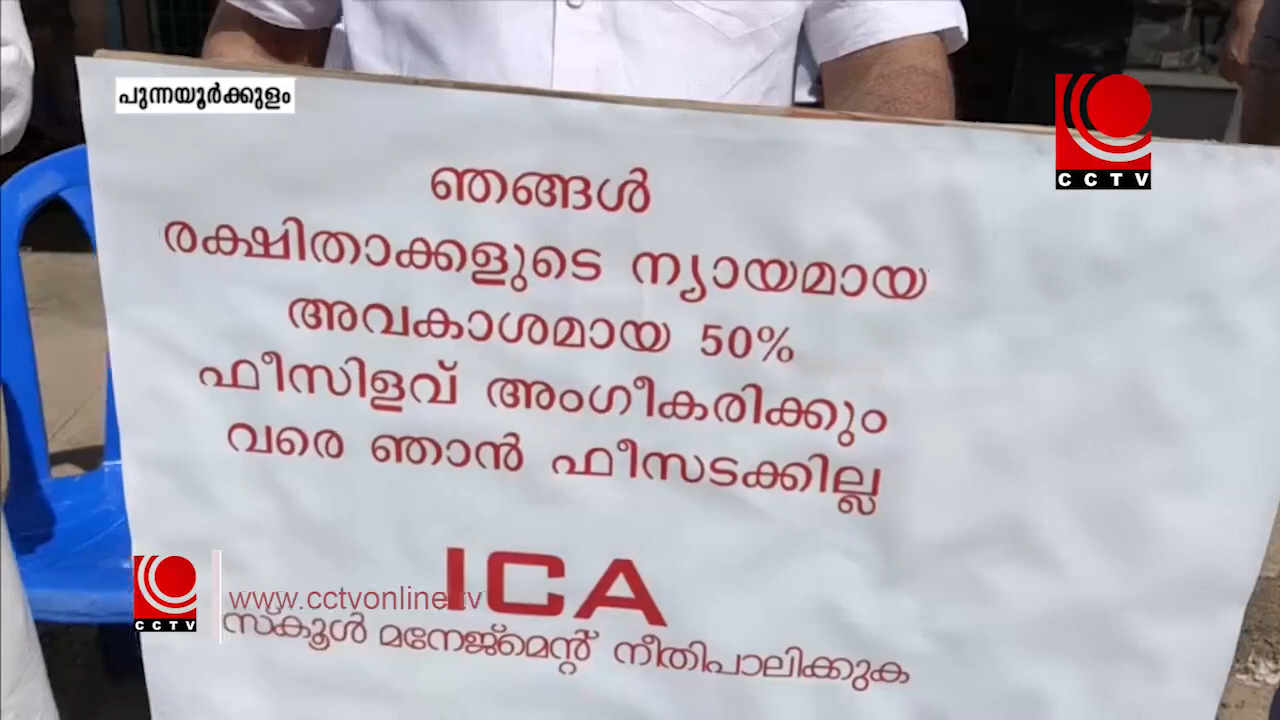 പുന്നയൂർക്കുളം
CCTV
ഞങ്ങൾ
രക്ഷിതാക്കളുടെ ന്യായമായ
അവകാശമായ 50%
ഫീസിളവ് അംഗീകരിക്കും
വരെ ഞാൻ ഫീസടക്കില്ല
ICA
www.cctvonline.tv
CCTV
സ്കൂൾ മനേജ്മെന്റ് നീതിപാലിക്കുക